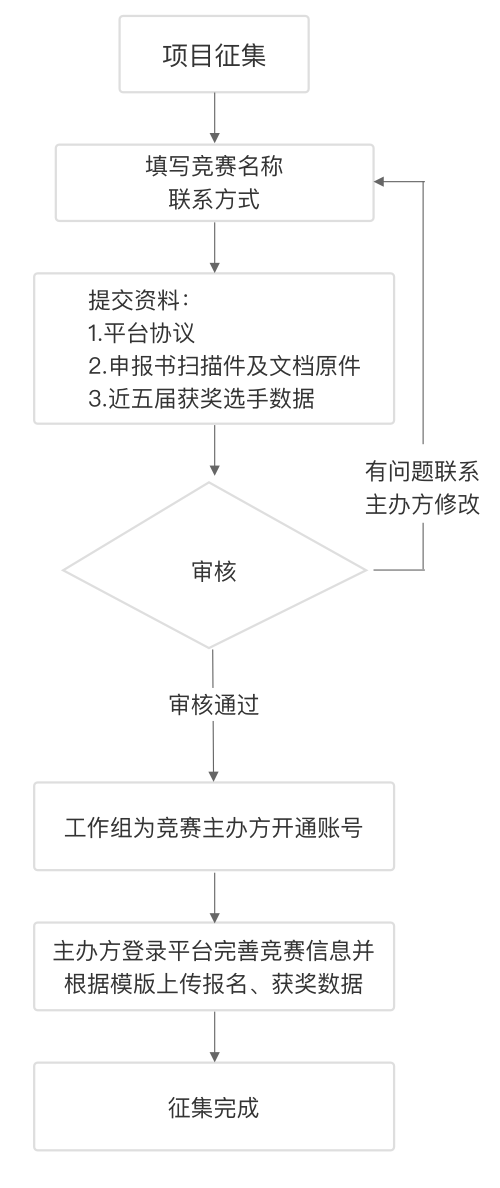 项目征集
填写竞赛名称
联系方式
提交资料：
1.平台协议
2.申报书扫描件及文档原件
3.近五届获奖选手数据
有问题联系
主办方修改
审核
审核通过
工作组为竞赛主办方开通账号
主办方登录平台完善竞赛信息并
根据模版上传报名、获奖数据
征集完成